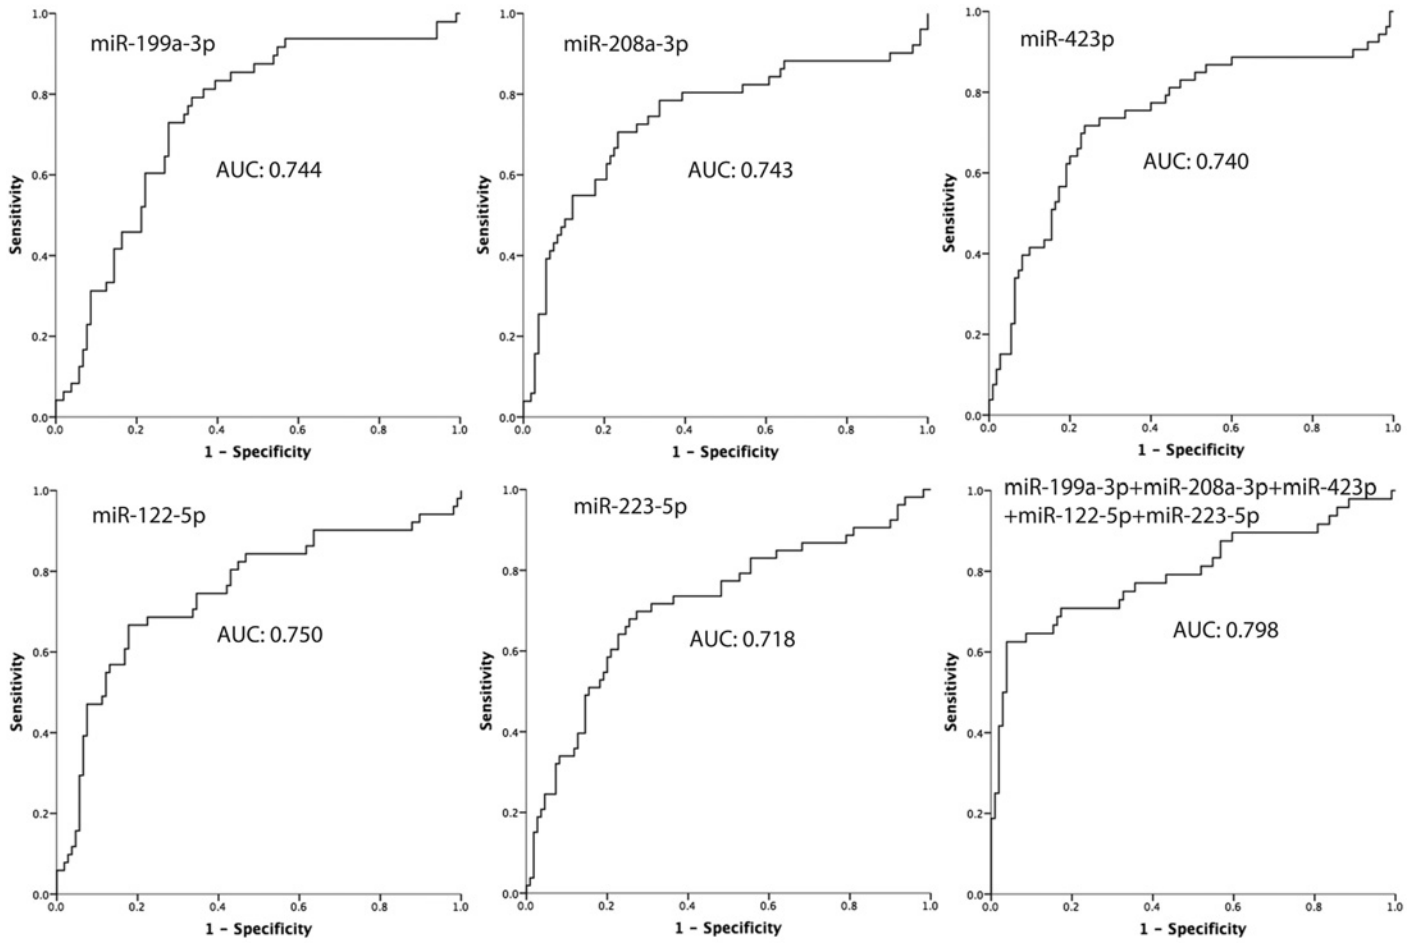 miR-199a-3p
AUC: 0.744
Sensitivity
1.0
0.8
0.6
0.4
0.2
0.0
0.0 0.2 0.4 0.6 0.8 1.0
1 - Specificity
miR-208a-3p
AUC: 0.743
Sensitivity
1.0
0.8
0.6
0.4
0.2
0.0
0.0 0.2 0.4 0.6 0.8 1.0
1 - Specificity
miR-423p
AUC: 0.740
Sensitivity
1.0
0.8
0.6
0.4
0.2
0.0
0.0 0.2 0.4 0.6 0.8 1.0
1 - Specificity
miR-122-5p
AUC: 0.750
Sensitivity
1.0
0.8
0.6
0.4
0.2
0.0
0.0 0.2 0.4 0.6 0.8 1.0
1 - Specificity
miR-223-5p
AUC: 0.718
Sensitivity
1.0
0.8
0.6
0.4
0.2
0.0
0.0 0.2 0.4 0.6 0.8 1.0
1 - Specificity
miR-199a-3p+miR-208a-3p+miR-423p
+miR-122-5p+miR-223-5p
AUC: 0.798
Sensitivity
1.0
0.8
0.6
0.4
0.2
0.0
0.0 0.2 0.4 0.6 0.8 1.0
1 - Specificity